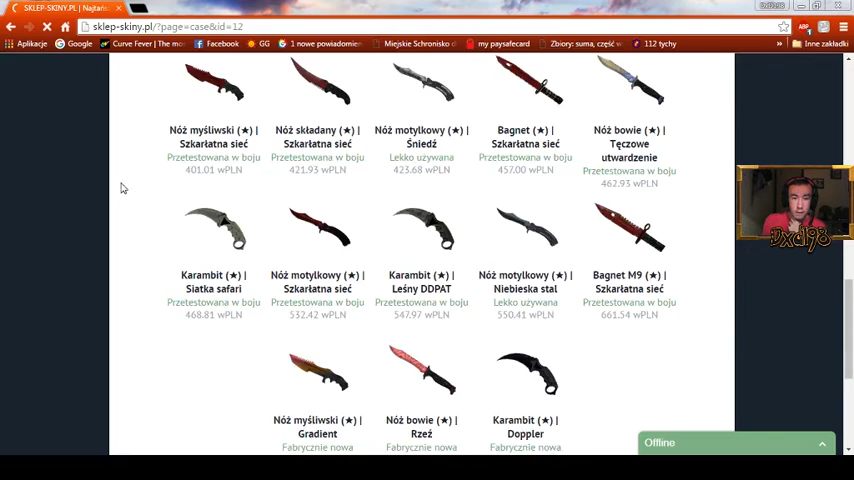 SKLEP-SKINY.PL | Najtań
sklep-skiny.pl/?page=case&id=12
Aplikacje Google Curve Fever | The mo Facebook GG 1 nowe powiadomien Miejskie Schronisko d my paysafecard Zbiory: suma, część w 112 tychy » Inne zakładki
Nóż myśliwski (★) | Nóż składany (★) | Nóż motylkowy (★) | Bagnet (★) | Nóż bowie (★) |
Szkarłatna sieć Szkarłatna sieć Śniedź Szkarłatna sieć Tęczowe
utwardzenie
Przetestowana w boju Przetestowana w boju Lekko używana Przetestowana w boju Przetestowana w boju
401.01 wPLN 421.93 wPLN 423.68 wPLN 457.00 wPLN 462.93 wPLN
Karambit (★) | Nóż motylkowy (★) | Karambit (★) | Nóż motylkowy (★) | Bagnet M9 (★) |
Siatka safari Szkarłatna sieć Leśny DDPAT Niebieska stal Szkarłatna sieć
Przetestowana w boju Przetestowana w boju Przetestowana w boju Lekko używana Przetestowana w boju
468.81 wPLN 532.42 wPLN 547.97 wPLN 550.41 wPLN 661.54 wPLN
Nóż myśliwski (★) | Nóż bowie (★) | Karambit (★) |
Gradient Rzeź Doppler
Fabrycznie nowa Fabrycznie nowa Fabrycznie nowa
Dxd198
Offline